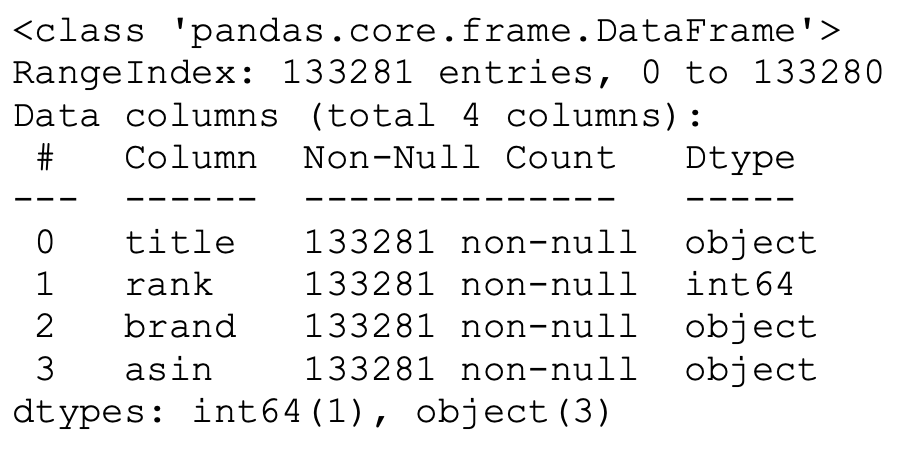 <class 'pandas.core.frame.DataFrame'>
RangeIndex: 133281 entries, 0 to 133280
Data columns (total 4 columns):
 #   Column  Non-Null Count   Dtype
---  ------  --------------   -----
 0   title   133281 non-null  object
 1   rank    133281 non-null  int64
 2   brand   133281 non-null  object
 3   asin    133281 non-null  object
dtypes: int64(1), object(3)